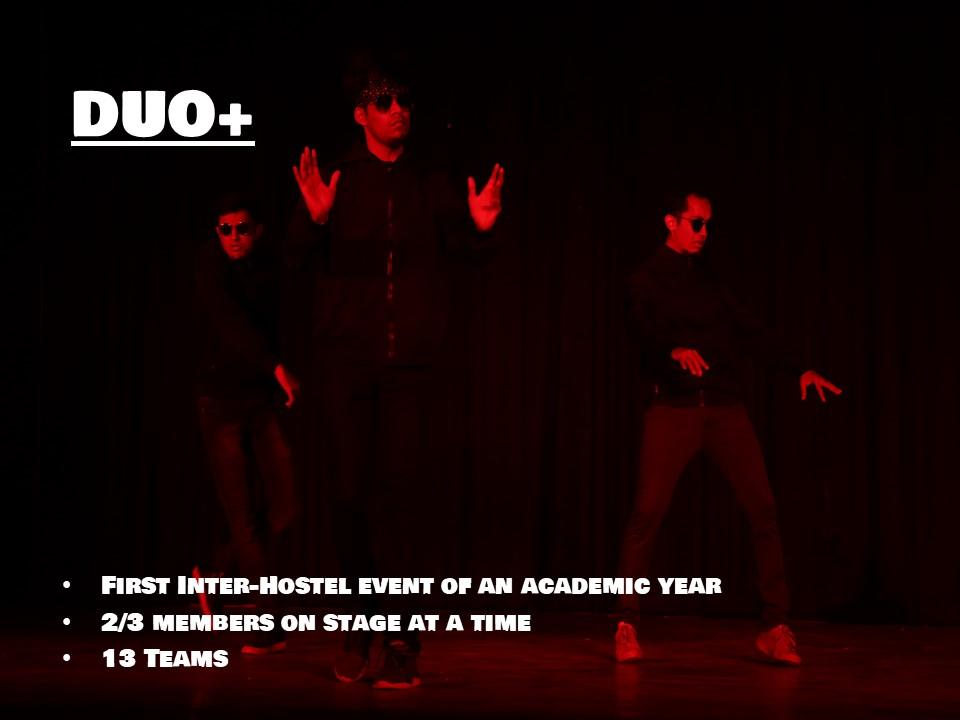 DUO+
• First Inter-Hostel event of an academic year
• 2/3 members on stage at a time
• 13 Teams